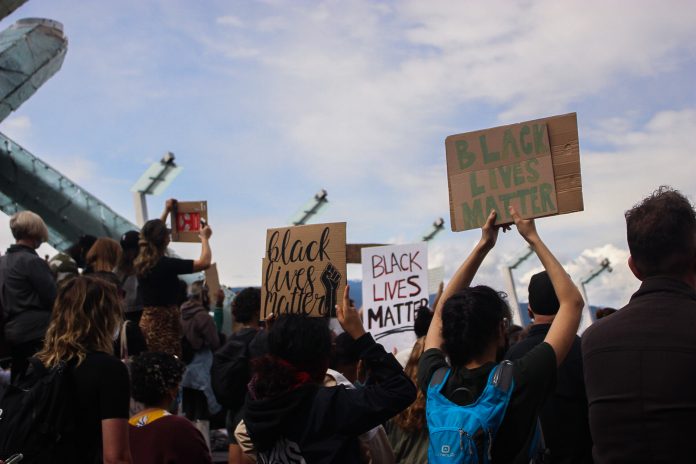 black
lives
matter
BLACK
LIVES
MATTER
BLACK
LIVES
MATTER